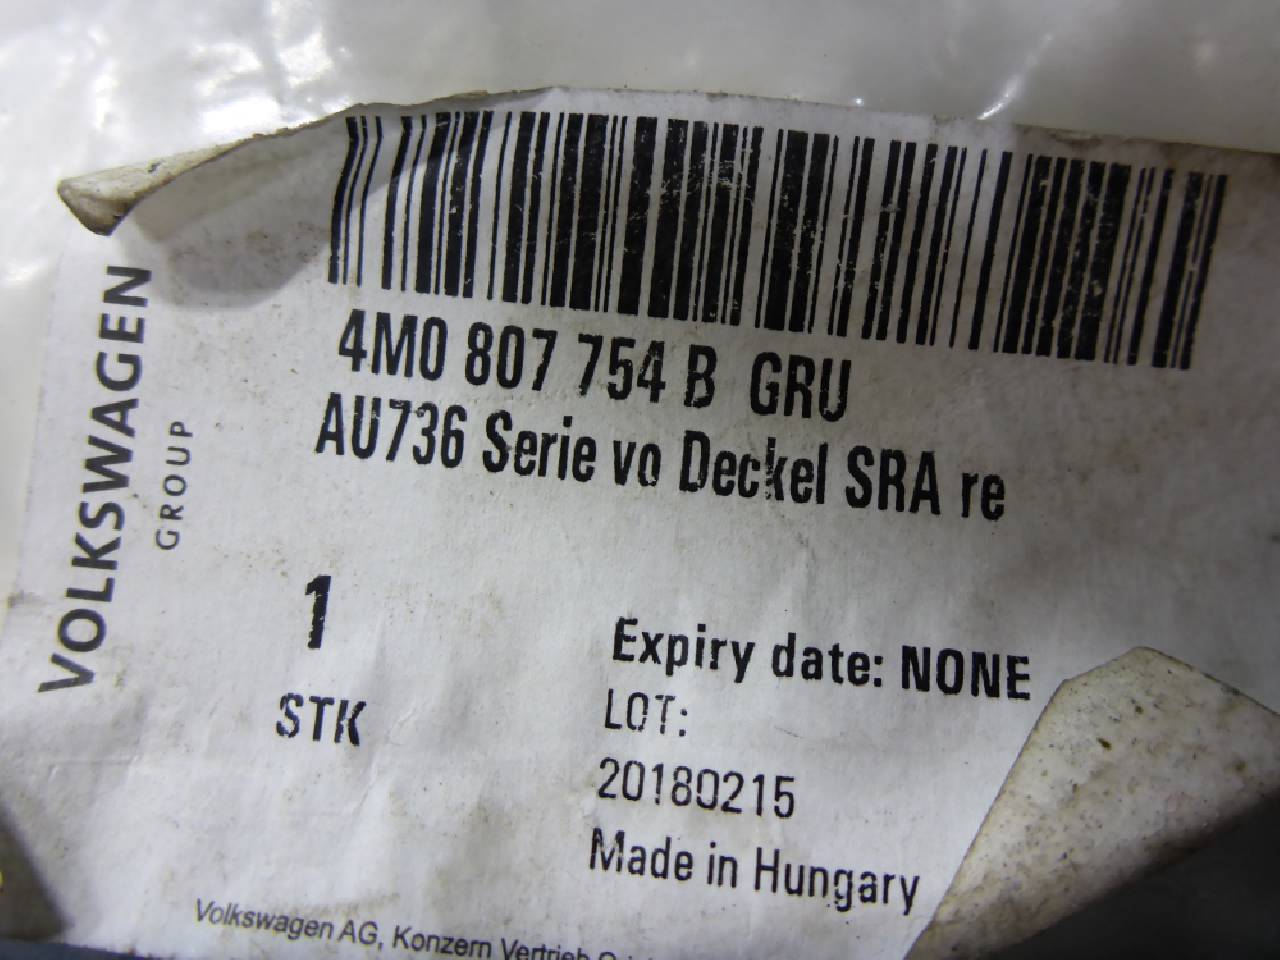 VOLKSWAGEN
GROUP
4M0 807 754 B GRU
AU736 Serie vo Deckel SRA re
1
STK
Expiry date: NONE
LOT:
20180215
Made in Hungary
Volkswagen AG, Konzern Vertrieb